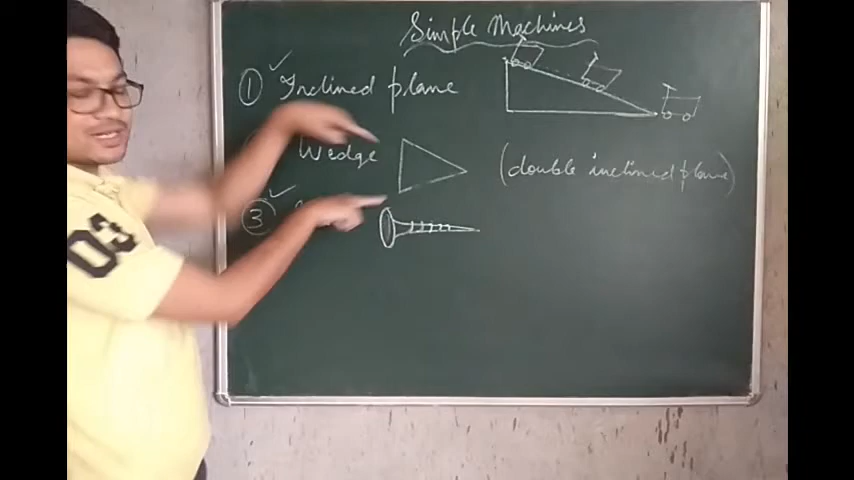 Simple Machines
① Inclined plane
Wedge (double inclined plane)
③
03